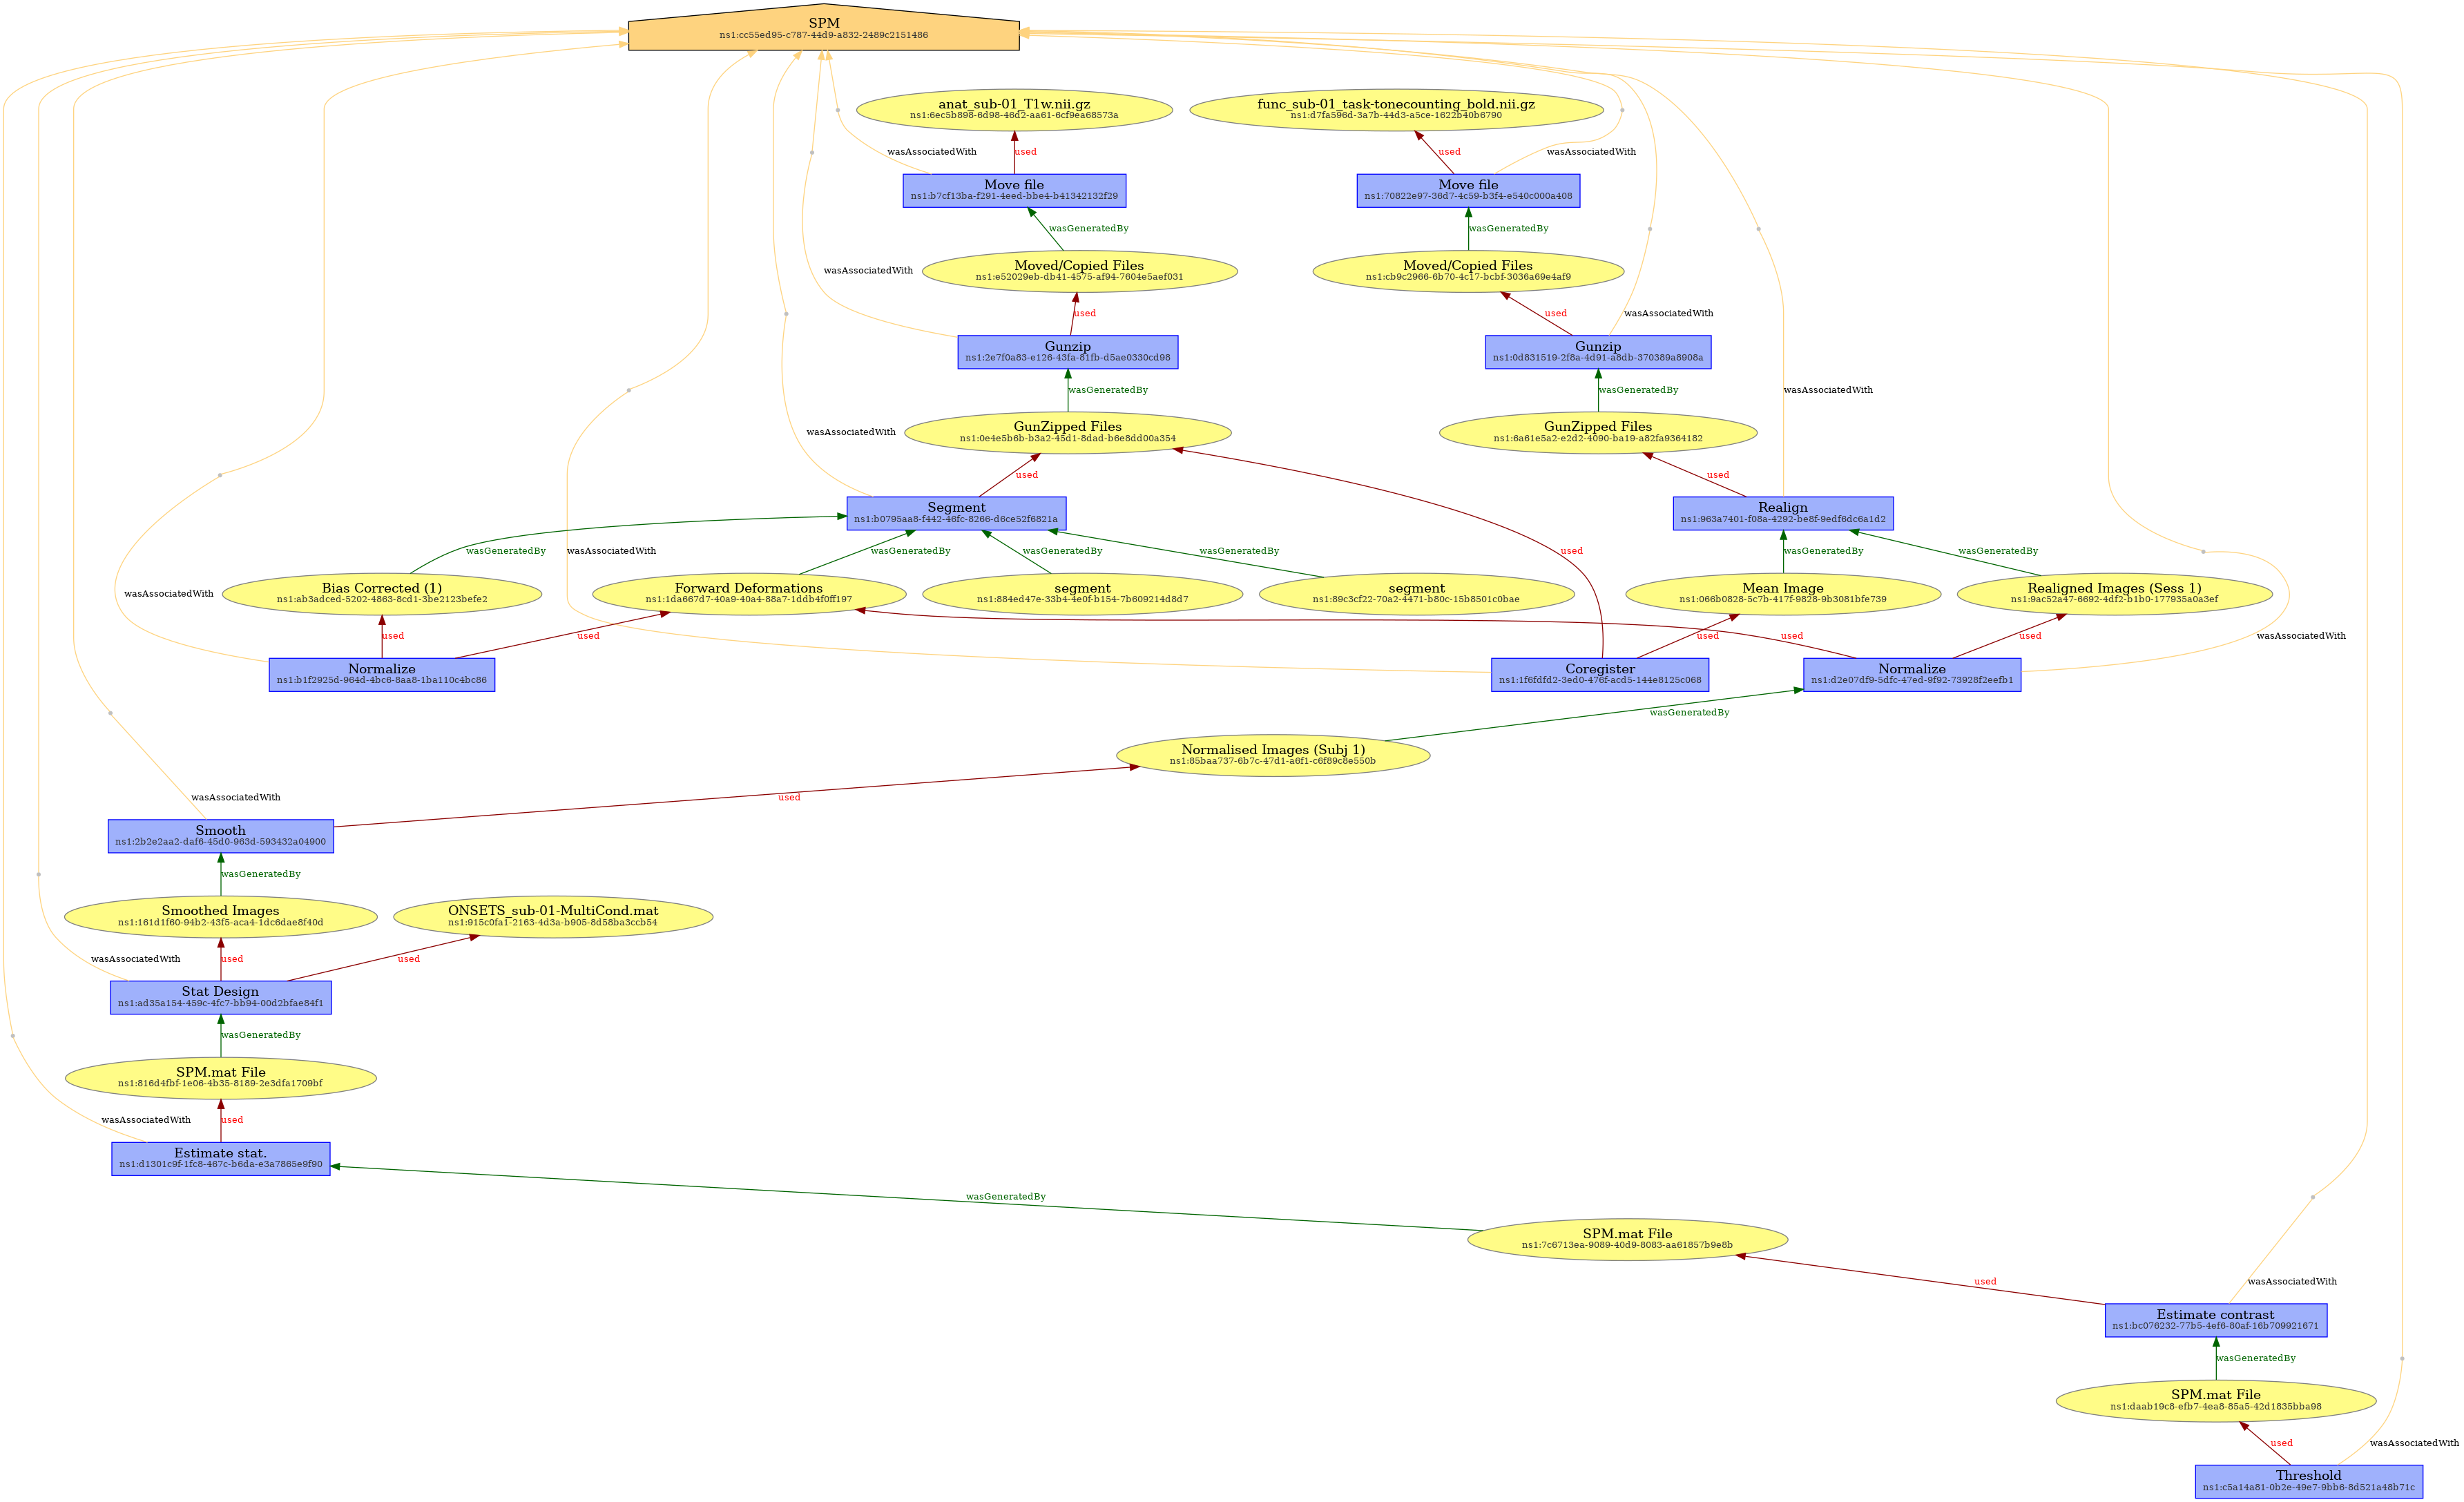 SPM
ns1:cc55ed95-c787-44d9-a832-2489c2151486
anat_sub-01_T1w.nii.gz
ns1:6ec5b898-6d98-46d2-aa61-6cf9ea68573a
func_sub-01_task-tonecounting_bold.nii.gz
ns1:d7fa596d-3a7b-44d3-a5ce-1622b40b6790
wasAssociatedWith
used
used
wasAssociatedWith
Move file
ns1:b7cf13ba-f291-4eed-bbe4-b41342132f29
Move file
ns1:70822e97-36d7-4c59-b3f4-e540c000a408
wasGeneratedBy
wasGeneratedBy
Moved/Copied Files
ns1:e52029eb-db41-4575-af94-7604e5aef031
Moved/Copied Files
ns1:cb9c2966-6b70-4c17-bcbf-3036a69e4af9
wasAssociatedWith
used
used
wasAssociatedWith
Gunzip
ns1:2e7f0a83-e126-43fa-81fb-d5ae0330cd98
Gunzip
ns1:0d831519-2f8a-4d91-a8db-370389a8908a
wasGeneratedBy
wasGeneratedBy
wasAssociatedWith
GunZipped Files
ns1:0e4e5b6b-b3a2-45d1-8dad-b6e8dd00a354
GunZipped Files
ns1:6a61e5a2-e2d2-4090-ba19-a82fa9364182
wasAssociatedWith
used
used
Segment
ns1:b0795aa8-f442-46fc-8266-d6ce52f6821a
Realign
ns1:963a7401-f08a-4292-be8f-9edf6dc6a1d2
wasGeneratedBy
wasAssociatedWith
wasGeneratedBy
wasGeneratedBy
wasGeneratedBy
used
wasGeneratedBy
wasGeneratedBy
Bias Corrected (1)
ns1:ab3adced-5202-4863-8cd1-3be2123befe2
Forward Deformations
ns1:1da667d7-40a9-40a4-88a7-1ddb4f0ff197
segment
ns1:884ed47e-33b4-4e0f-b154-7b609214d8d7
segment
ns1:89c3cf22-70a2-4471-b80c-15b8501c0bae
Mean Image
ns1:066b0828-5c7b-417f-9828-9b3081bfe739
Realigned Images (Sess 1)
ns1:9ac52a47-6692-4df2-b1b0-177935a0a3ef
wasAssociatedWith
used
used
used
used
used
wasAssociatedWith
Normalize
ns1:b1f2925d-964d-4bc6-8aa8-1ba110c4bc86
Coregister
ns1:1f6fdfd2-3ed0-476f-acd5-144e8125c068
Normalize
ns1:d2e07df9-5dfc-47ed-9f92-73928f2eefb1
wasGeneratedBy
Normalised Images (Subj 1)
ns1:85baa737-6b7c-47d1-a6f1-c6f89c8e550b
wasAssociatedWith
used
Smooth
ns1:2b2e2aa2-daf6-45d0-963d-593432a04900
wasGeneratedBy
Smoothed Images
ns1:161d1f60-94b2-43f5-aca4-1dc6dae8f40d
ONSETS_sub-01-MultiCond.mat
ns1:915c0fa1-2163-4d3a-b905-8d58ba3ccb54
wasAssociatedWith
used
used
Stat Design
ns1:ad35a154-459c-4fc7-bb94-00d2bfae84f1
wasGeneratedBy
SPM.mat File
ns1:816d4fbf-1e06-4b35-8189-2e3dfa1709bf
wasAssociatedWith
used
Estimate stat.
ns1:d1301c9f-1fc8-467c-b6da-e3a7865e9f90
wasGeneratedBy
SPM.mat File
ns1:7c6713ea-9089-40d9-8083-aa61857b9e8b
used
wasAssociatedWith
Estimate contrast
ns1:bc076232-77b5-4ef6-80af-16b709921671
wasGeneratedBy
SPM.mat File
ns1:daab19c8-efb7-4ea8-85a5-42d1835bba98
used
wasAssociatedWith
Threshold
ns1:c5a14a81-0b2e-49e7-9bb6-8d521a48b71c